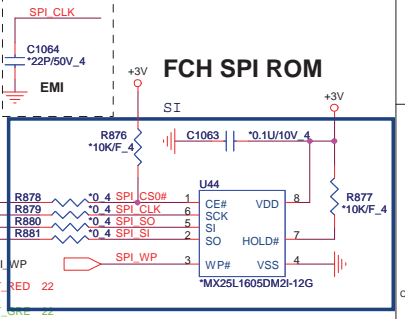 SPI_CLK
C1064
*22P/50V_4
EMI
FCH SPI ROM
+3V
+3V
SI
R876
*10K/F_4
C1063
*0.1U/10V_4
U44
R877
*10K/F_4
R878 *0_4 SPI_CS0# 1 CE# VDD 8
R879 *0_4 SPI_CLK 6 SCK
R880 *0_4 SPI_SO 5 SI
R881 *0_4 SPI_SI 2 SO HOLD# 7
SPI_WP 3 WP# VSS 4
*MX25L1605DM2I-12G
_WP
_RED 22
22